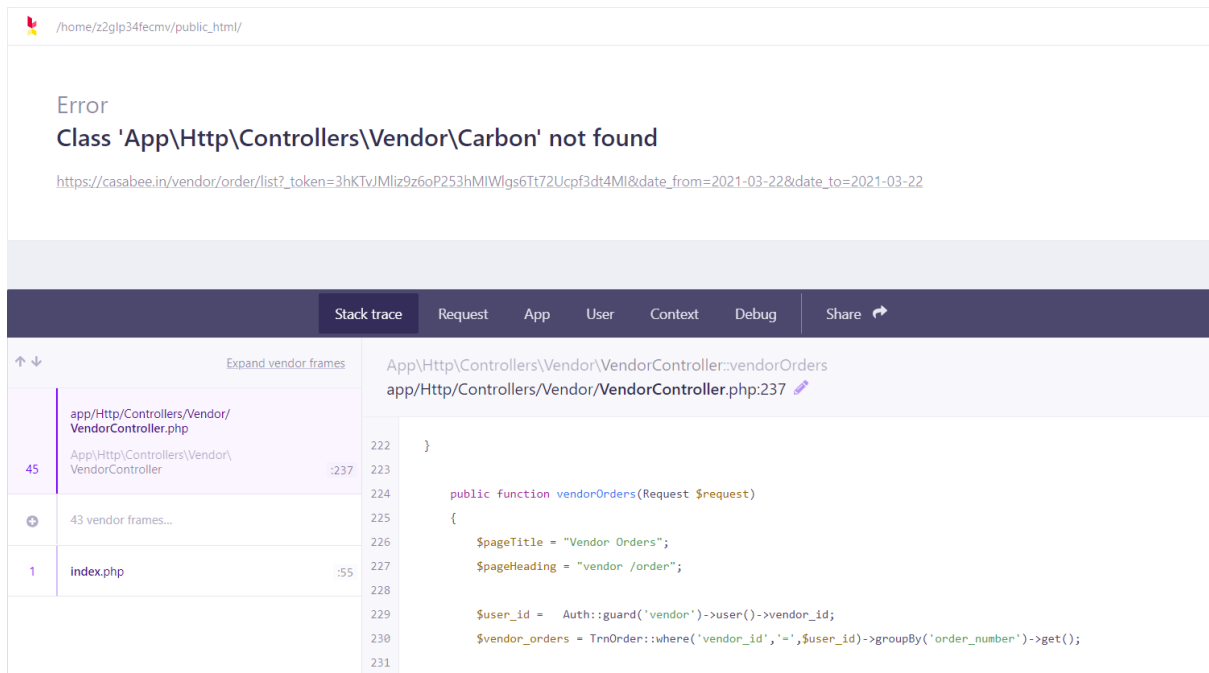 /home/z2glp34fecmv/public_html/
Error
Class 'App\Http\Controllers\Vendor\Carbon' not found
https://casabee.in/vendor/order/list?_token=3hKTvJMliz9z6oP253hMIWlgs6Tt72Ucpf3dt4MI&date_from=2021-03-22&date_to=2021-03-22
Stack trace Request App User Context Debug Share
Expand vendor frames
app/Http/Controllers/Vendor/
VendorController.php
App\Http\Controllers\Vendor\
45 VendorController :237
43 vendor frames...
1 index.php :55
App\Http\Controllers\Vendor\VendorController::vendorOrders
app/Http/Controllers/Vendor/VendorController.php:237
222 }
223
224 public function vendorOrders(Request $request)
225 {
226 $pageTitle = "Vendor Orders";
227 $pageHeading = "vendor /order";
228
229 $user_id =   Auth::guard('vendor')->user()->vendor_id;
230 $vendor_orders = TrnOrder::where('vendor_id','=',$user_id)->groupBy('order_number')->get();
231